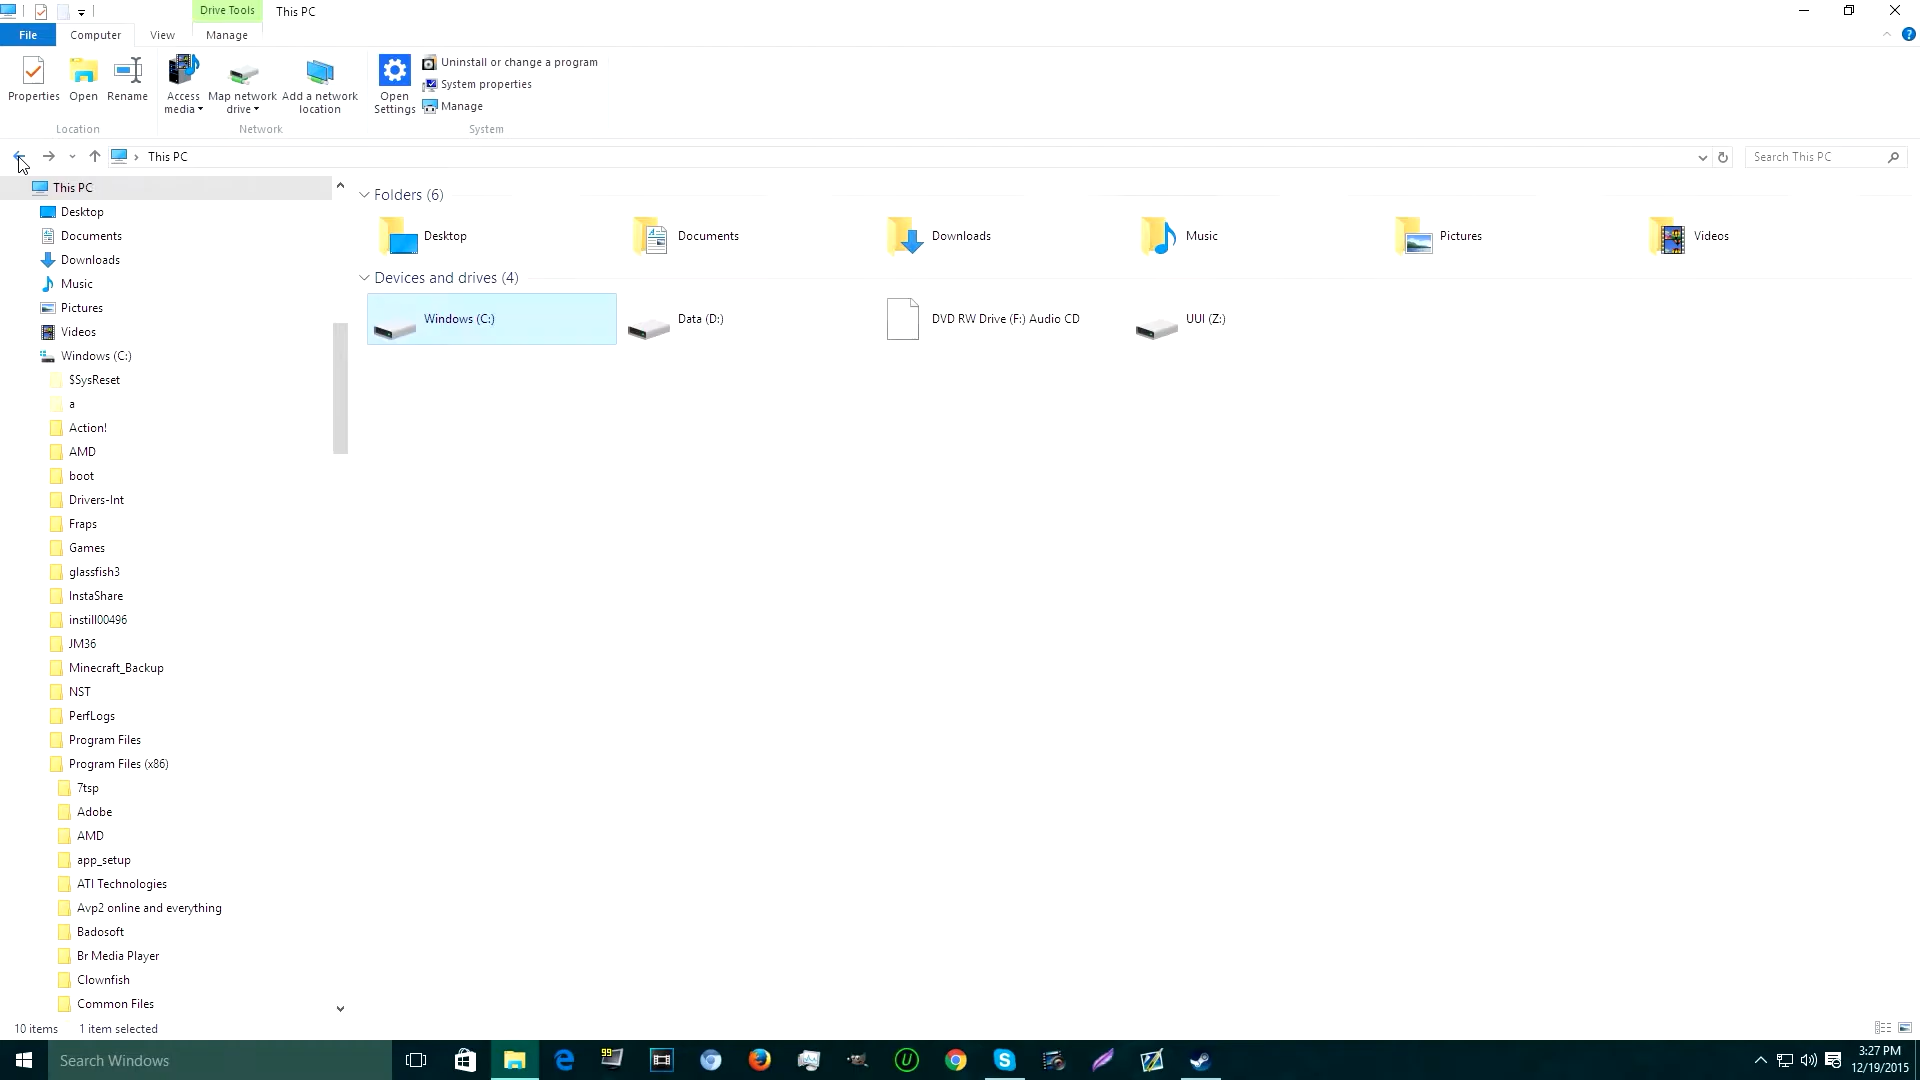 Drive Tools
This PC
File
Computer
View
Manage
Properties
Open
Rename
Access media
Map network drive
Add a network location
Open Settings
Uninstall or change a program
System properties
Manage
Location
Network
System
This PC
Search This PC
This PC
Desktop
Documents
Downloads
Music
Pictures
Videos
Windows (C:)
$SysReset
a
Action!
AMD
boot
Drivers-Int
Fraps
Games
glassfish3
InstaShare
instill00496
JM36
Minecraft_Backup
NST
PerfLogs
Program Files
Program Files (x86)
7tsp
Adobe
AMD
app_setup
ATI Technologies
Avp2 online and everything
Badosoft
Br Media Player
Clownfish
Common Files
Folders (6)
Desktop
Documents
Downloads
Music
Pictures
Videos
Devices and drives (4)
Windows (C:)
Data (D:)
DVD RW Drive (F:) Audio CD
UUI (Z:)
10 items
1 item selected
Search Windows
99
3:27 PM
12/19/2015